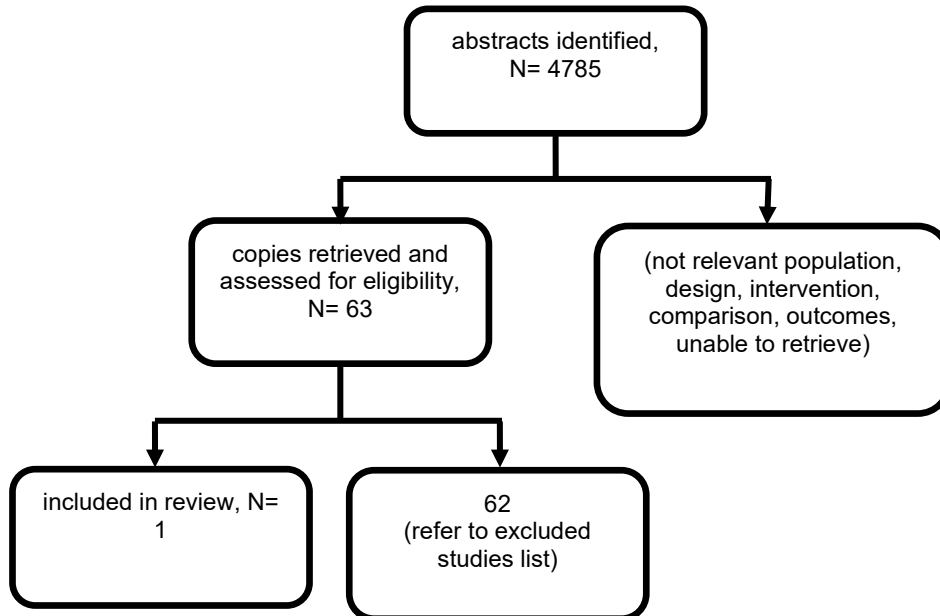 abstracts identified,
N= 4785
copies retrieved and
assessed for eligibility,
N= 63
(not relevant population,
design, intervention,
comparison, outcomes,
unable to retrieve)
included in review, N=
1
62
(refer to excluded
studies list)